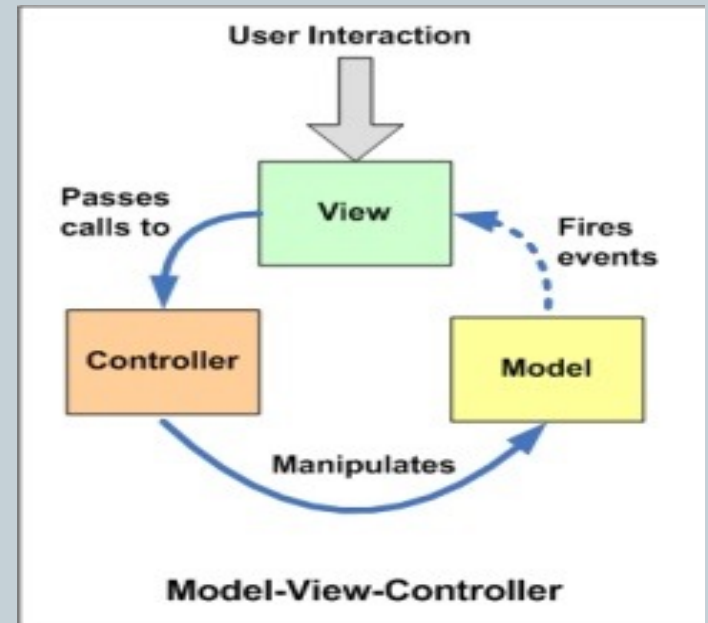 User Interaction
View
Passes
calls to
Fires
events
Controller
Model
Manipulates
Model-View-Controller